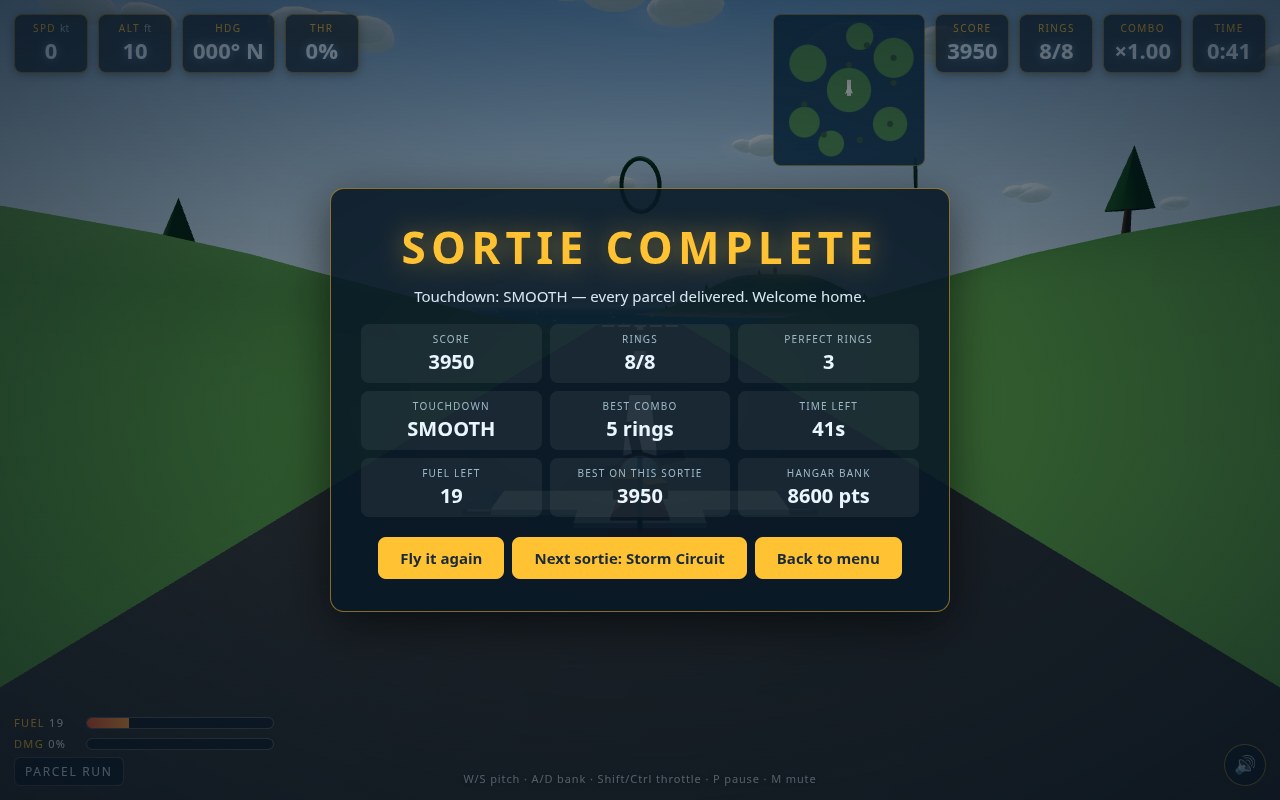 SPD kt
0
ALT ft
10
HDG
000° N
THR
0%
SCORE
3950
RINGS
8/8
COMBO
×1.00
TIME
0:41
SORTIE COMPLETE
Touchdown: SMOOTH — every parcel delivered. Welcome home.
SCORE
3950
RINGS
8/8
PERFECT RINGS
3
TOUCHDOWN
SMOOTH
BEST COMBO
5 rings
TIME LEFT
41s
FUEL LEFT
19
BEST ON THIS SORTIE
3950
HANGAR BANK
8600 pts
Fly it again
Next sortie: Storm Circuit
Back to menu
FUEL 19
DMG 0%
PARCEL RUN
W/S pitch · A/D bank · Shift/Ctrl throttle · P pause · M mute